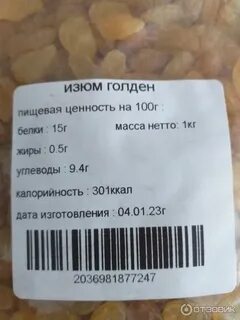 изюм голден
пищевая ценность на 100г :
белки : 15г масса нетто: 1кг
жиры : 0.5г
углеводы : 9.4г
калорийность : 301ккал
дата изготовления : 04.01.23г
2036981877247
отзовик